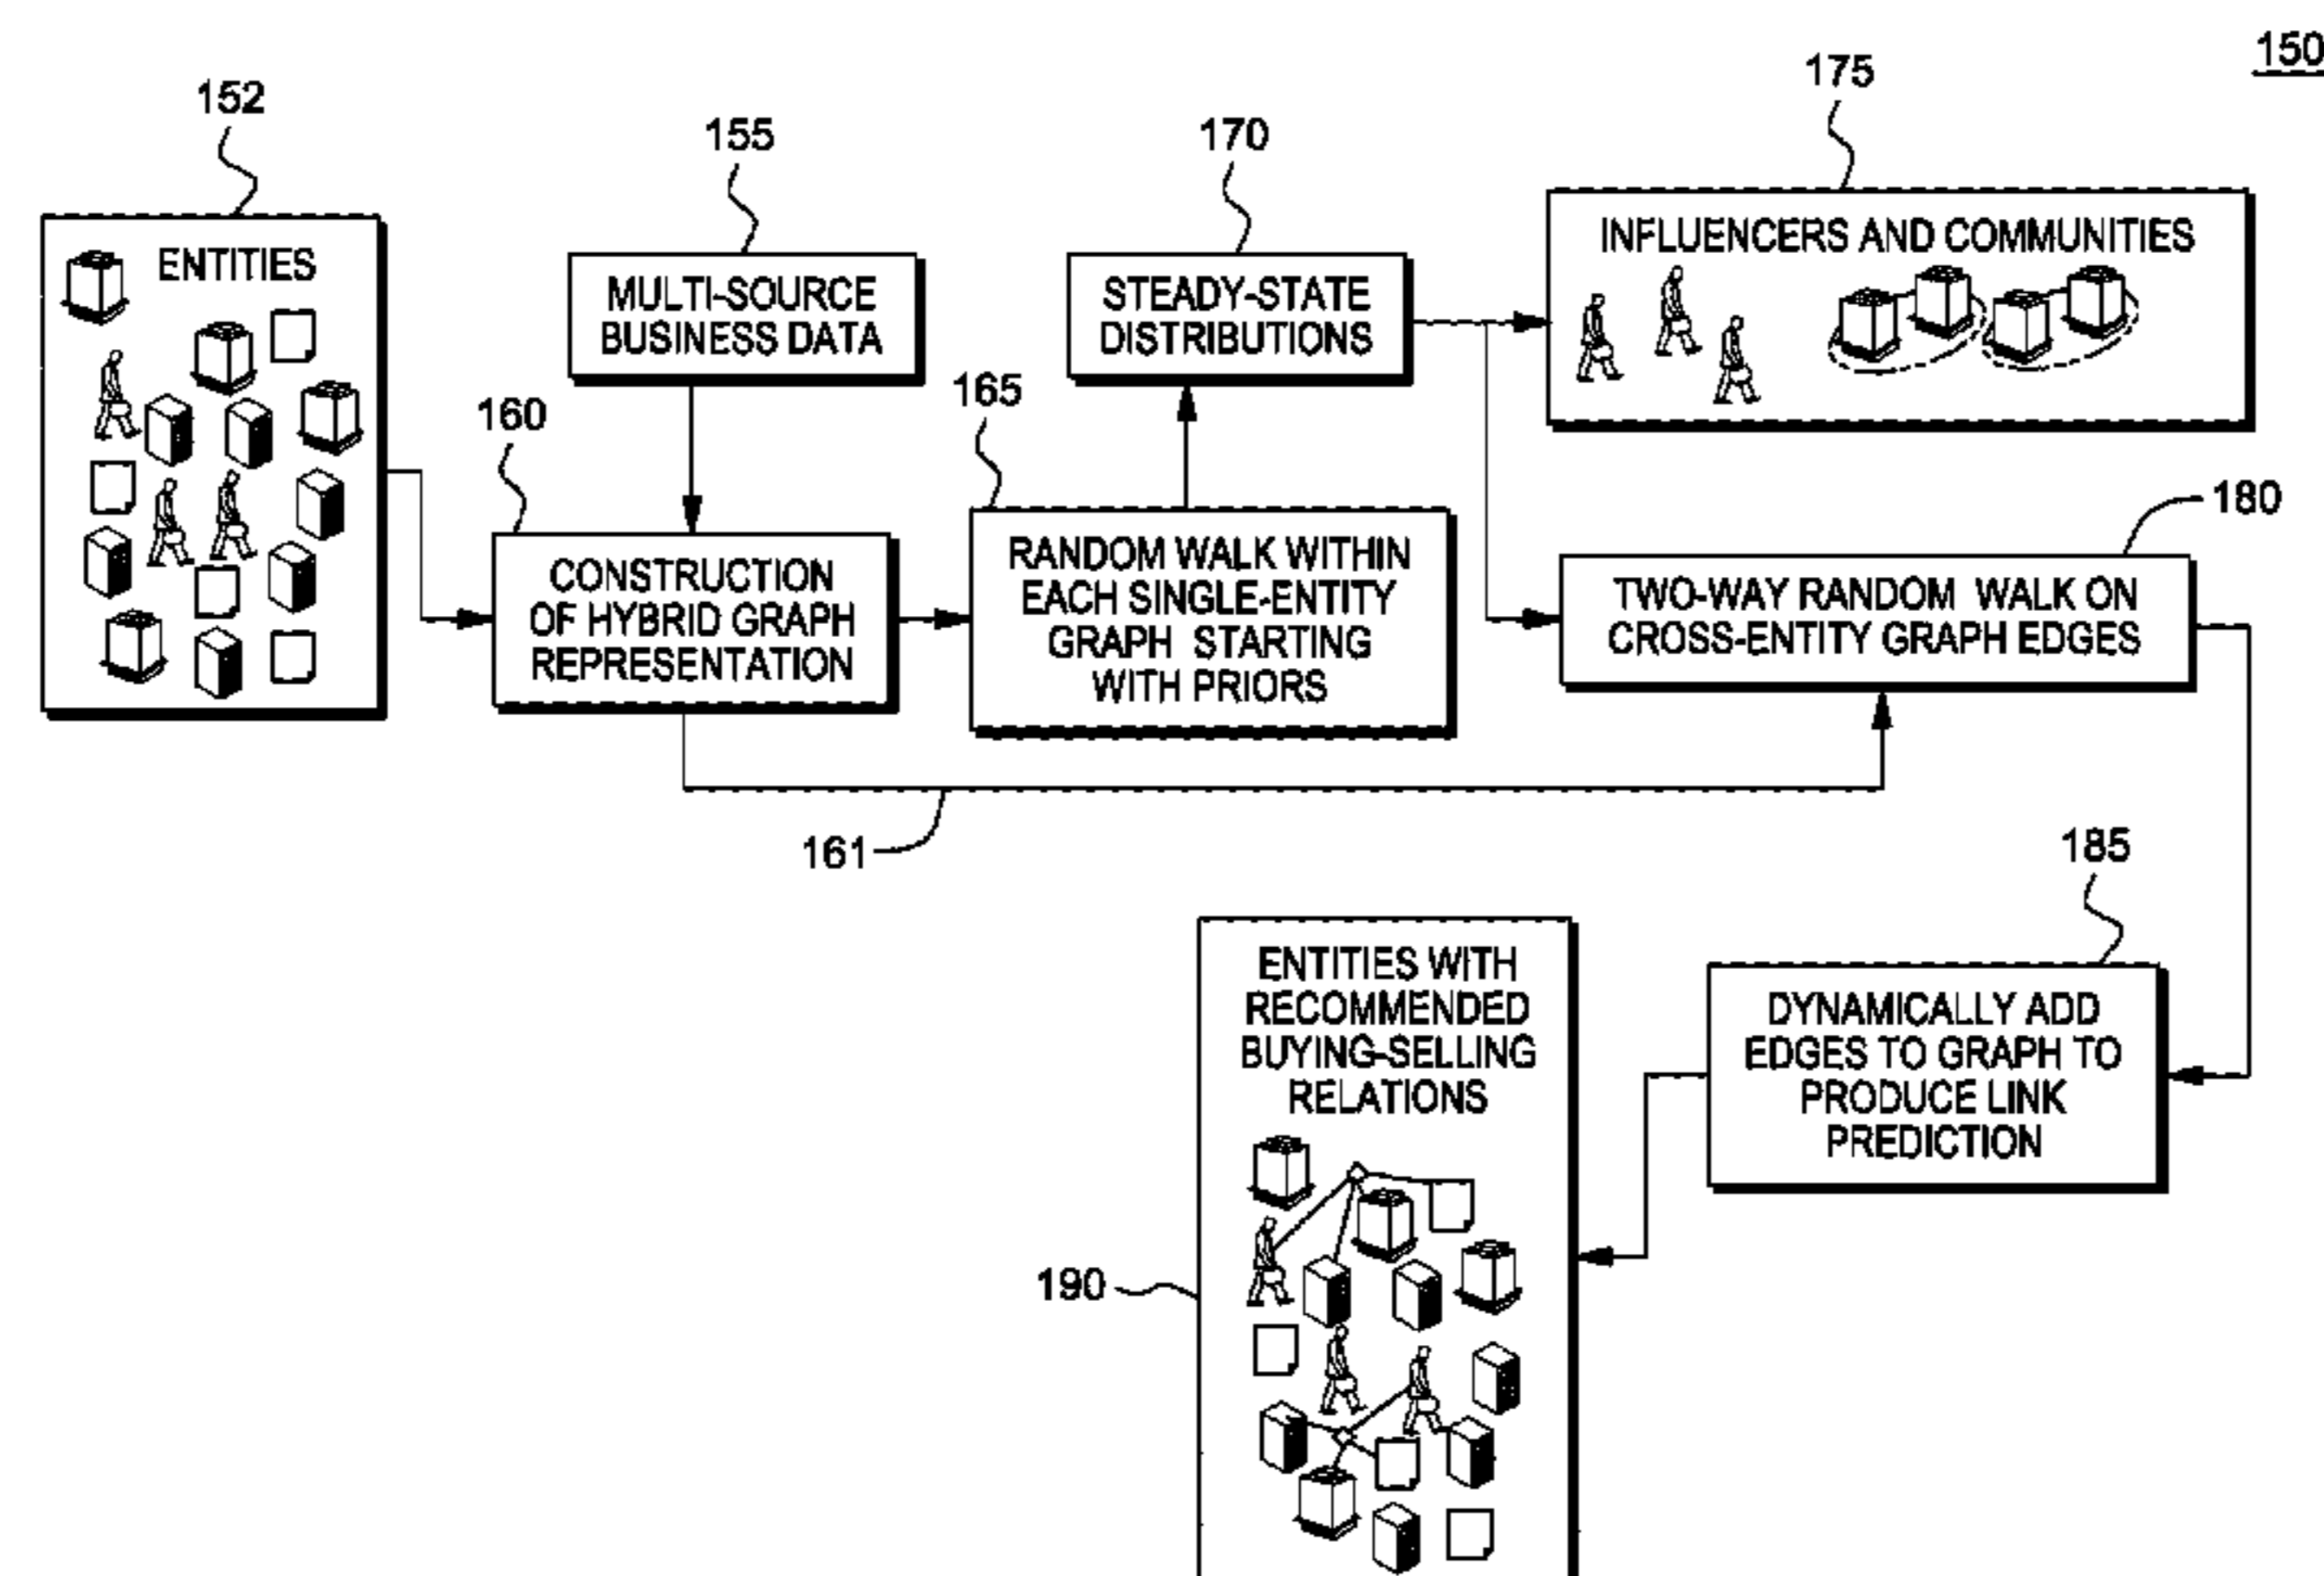 150
152
155
170
175
ENTITIES
MULTI-SOURCE
BUSINESS DATA
STEADY-STATE
DISTRIBUTIONS
INFLUENCERS AND COMMUNITIES
160
165
180
CONSTRUCTION
OF HYBRID GRAPH
REPRESENTATION
RANDOM WALK WITHIN
EACH SINGLE-ENTITY
GRAPH STARTING
WITH PRIORS
TWO-WAY RANDOM WALK ON
CROSS-ENTITY GRAPH EDGES
161
185
ENTITIES WITH
RECOMMENDED
BUYING-SELLING
RELATIONS
DYNAMICALLY ADD
EDGES TO GRAPH TO
PRODUCE LINK
PREDICTION
190